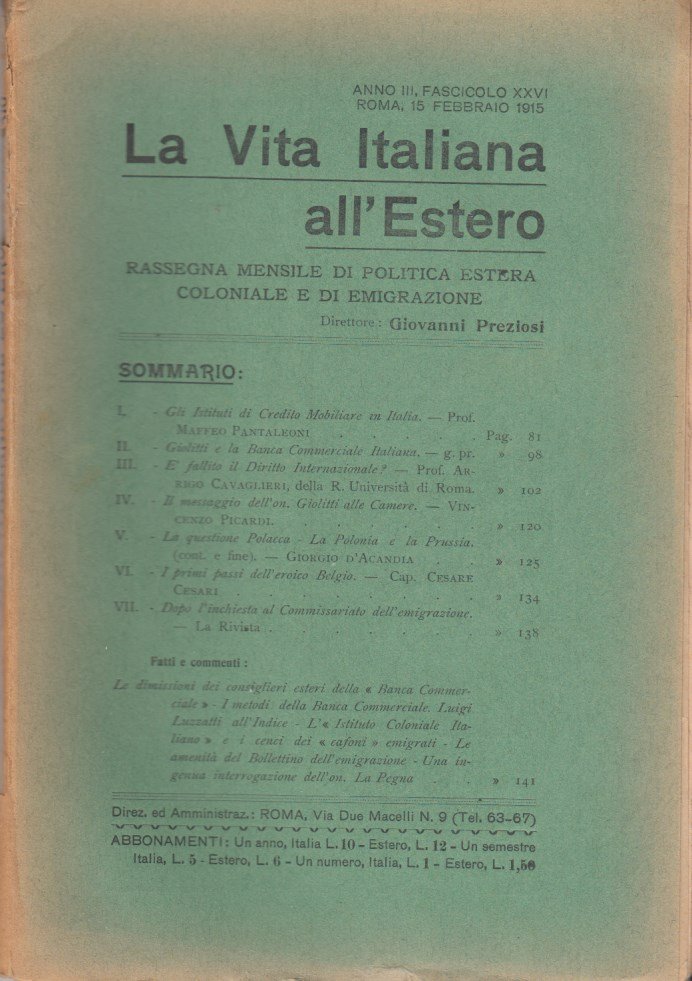 ANNO III, FASCICOLO XXVI
ROMA, 15 FEBBRAIO 1915
La Vita Italiana
all'Estero
RASSEGNA MENSILE DI POLITICA ESTERA
COLONIALE E DI EMIGRAZIONE
Direttore: Giovanni Preziosi
SOMMARIO:
I. - Gli Istituti di Credito Mobiliare in Italia. — Prof.
MAFFEO PANTALEONI . . . . . Pag. 81
II. - Giolitti e la Banca Commerciale Italiana. — g. pr. » 98
III. - E' fallito il Diritto Internazionale? — Prof. AR-
RIGO CAVAGLIERI, della R. Università di Roma. » 102
IV. - Il messaggio dell'on. Giolitti alle Camere. — VIN-
CENZO PICARDI. . . . . . . » 120
V. - La questione Polacca - La Polonia e la Prussia.
(cont. e fine). — GIORGIO D'ACANDIA . . » 125
VI. - I primi passi dell'eroico Belgio. — Cap. CESARE
CESARI . . . . . . . . » 134
VII. - Dopo l'inchiesta al Commissariato dell'emigrazione.
— La Rivista . . . . . . . » 138
Fatti e commenti:
Le dimissioni dei consiglieri esteri della « Banca Commer-
ciale » - I metodi della Banca Commerciale. Luigi
Luzzatti all'Indice - L'« Istituto Coloniale Ita-
liano » e i cenci dei « cafoni » emigrati - Le
amenità del Bollettino dell'emigrazione - Una in-
genua interrogazione dell'on. La Pegna . . » 141
Direz. ed Amministraz.: ROMA, Via Due Macelli N. 9 (Tel. 63-67)
ABBONAMENTI: Un anno, Italia L. 10 - Estero, L. 12 - Un semestre
Italia, L. 5 - Estero, L. 6 - Un numero, Italia, L. 1 - Estero, L. 1,50